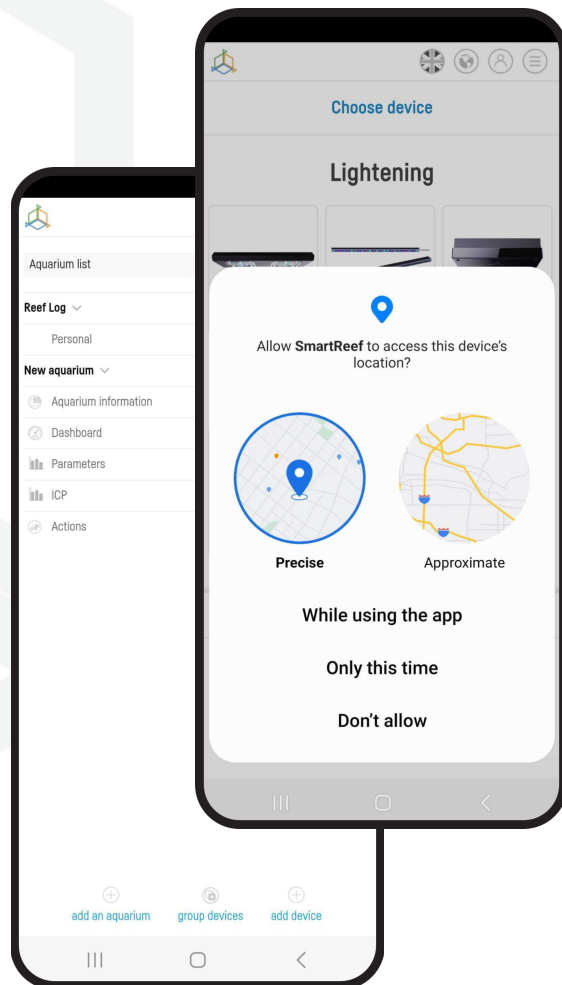 Choose device
Lightening
Allow SmartReef to access this device's
location?
Precise
Approximate
While using the app
Only this time
Don't allow
Aquarium list
Reef Log
Personal
New aquarium
Aquarium information
Dashboard
Parameters
ICP
Actions
add an aquarium
group devices
add device